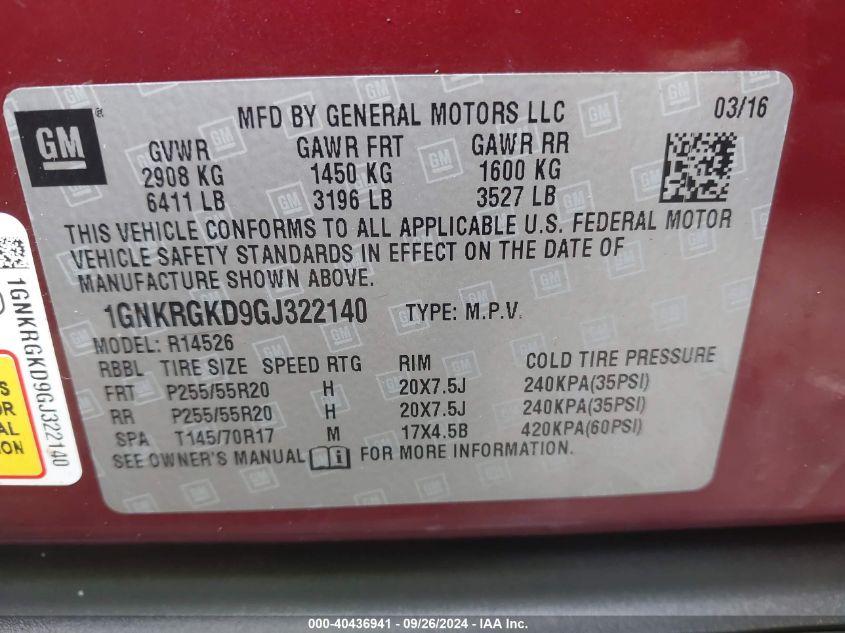 GM ®
MFD BY GENERAL MOTORS LLC 03/16
GVWR GAWR FRT GAWR RR
2908 KG 1450 KG 1600 KG
6411 LB 3196 LB 3527 LB
THIS VEHICLE CONFORMS TO ALL APPLICABLE U.S. FEDERAL MOTOR
VEHICLE SAFETY STANDARDS IN EFFECT ON THE DATE OF
MANUFACTURE SHOWN ABOVE.
1GNKRGKD9GJ322140 TYPE: M.P.V.
MODEL: R14526
RBBL TIRE SIZE SPEED RTG RIM COLD TIRE PRESSURE
FRT P255/55R20 H 20X7.5J 240KPA(35PSI)
RR P255/55R20 H 20X7.5J 240KPA(35PSI)
SPA T145/70R17 M 17X4.5B 420KPA(60PSI)
SEE OWNER'S MANUAL i FOR MORE INFORMATION.
1GNKRGKD9GJ322140
000-40436941 - 09/26/2024 - IAA Inc.